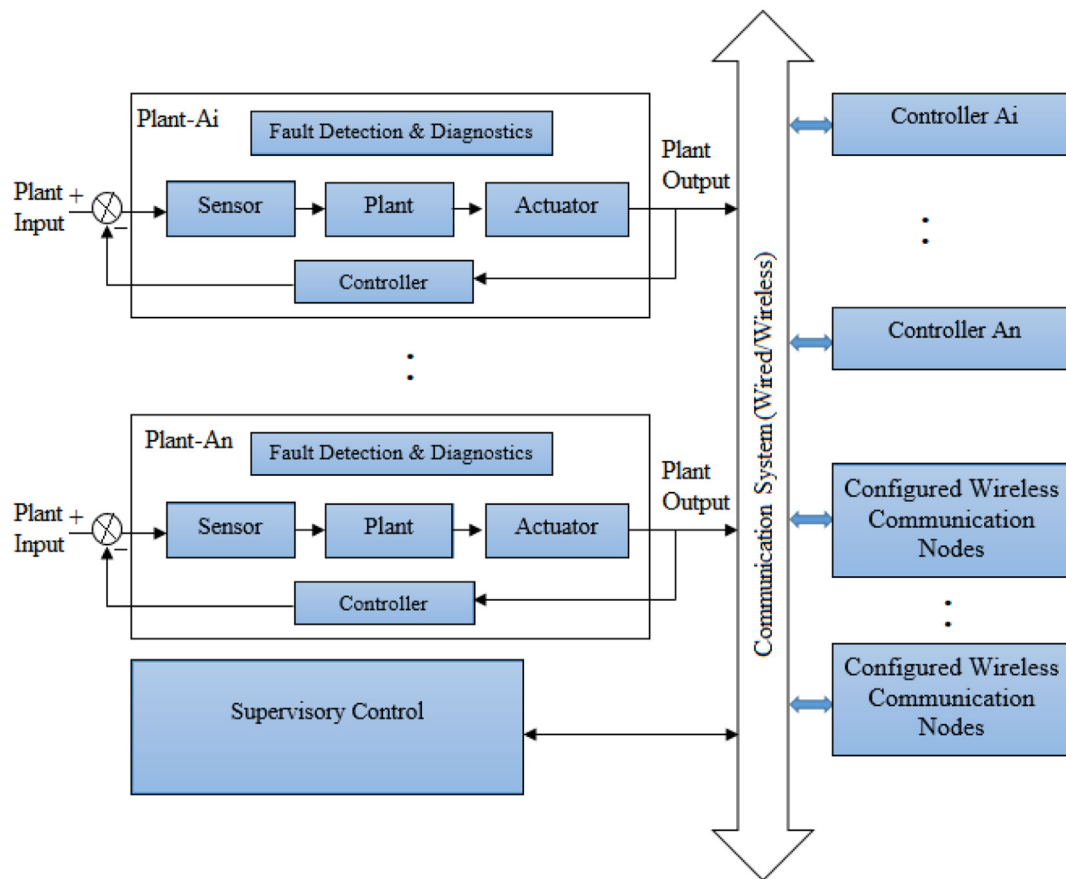 Plant-Ai
Fault Detection & Diagnostics
Plant
Input
+
−
Sensor
Plant
Actuator
Controller
Plant
Output
:
Plant-An
Fault Detection & Diagnostics
Plant
Input
+
−
Sensor
Plant
Actuator
Controller
Plant
Output
Supervisory Control
Communication System (Wired/Wireless)
Controller Ai
:
Controller An
Configured Wireless
Communication
Nodes
:
Configured Wireless
Communication
Nodes